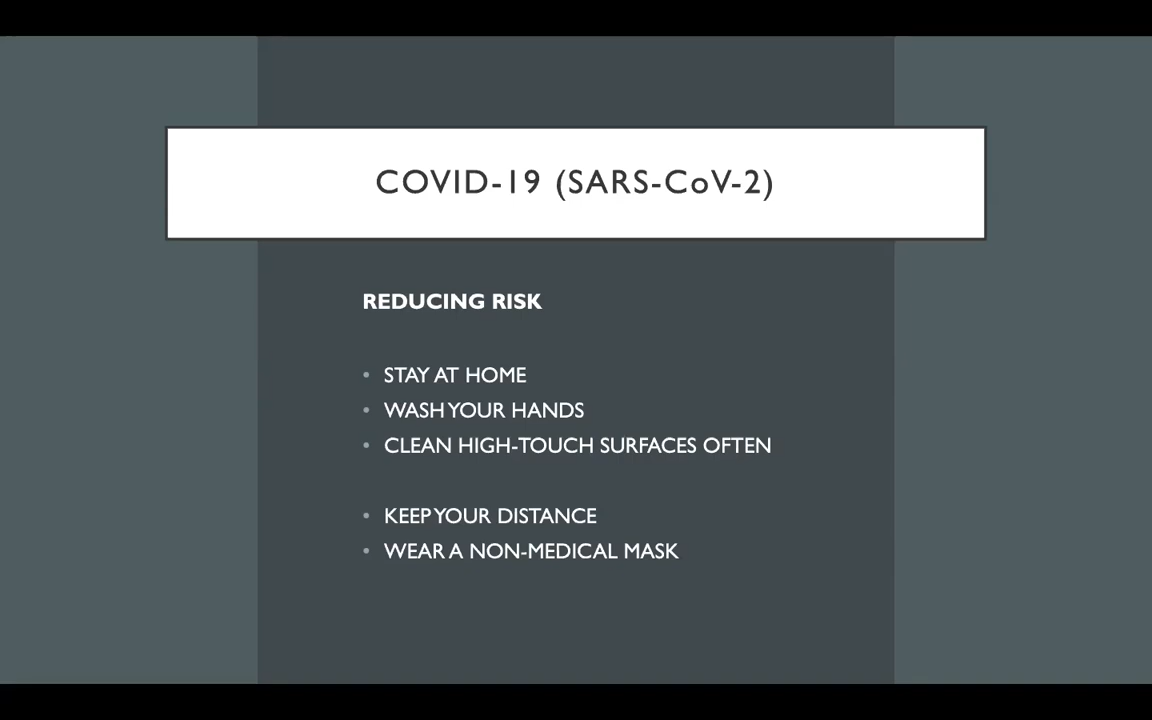 COVID-19 (SARS-CoV-2)
REDUCING RISK
• STAY AT HOME
• WASH YOUR HANDS
• CLEAN HIGH-TOUCH SURFACES OFTEN
• KEEP YOUR DISTANCE
• WEAR A NON-MEDICAL MASK